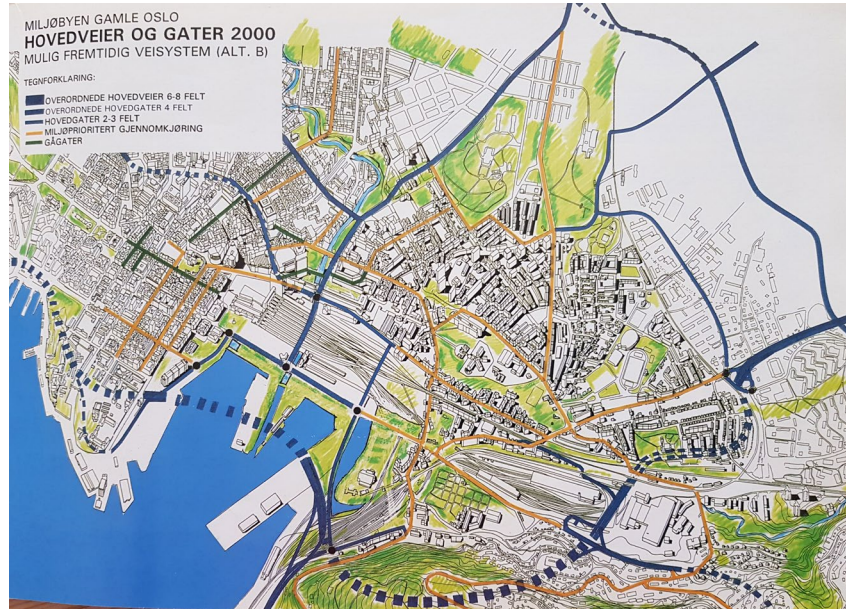 MILJØBYEN GAMLE OSLO
HOVEDVEIER OG GATER 2000
MULIG FREMTIDIG VEISYSTEM (ALT. B)
TEGNFORKLARING:
OVERORDNEDE HOVEDVEIER 6-8 FELT
OVERORDNEDE HOVEDGATER 4 FELT
HOVEDGATER 2-3 FELT
MILJØPRIORITERT GJENNOMKJØRING
GÅGATER